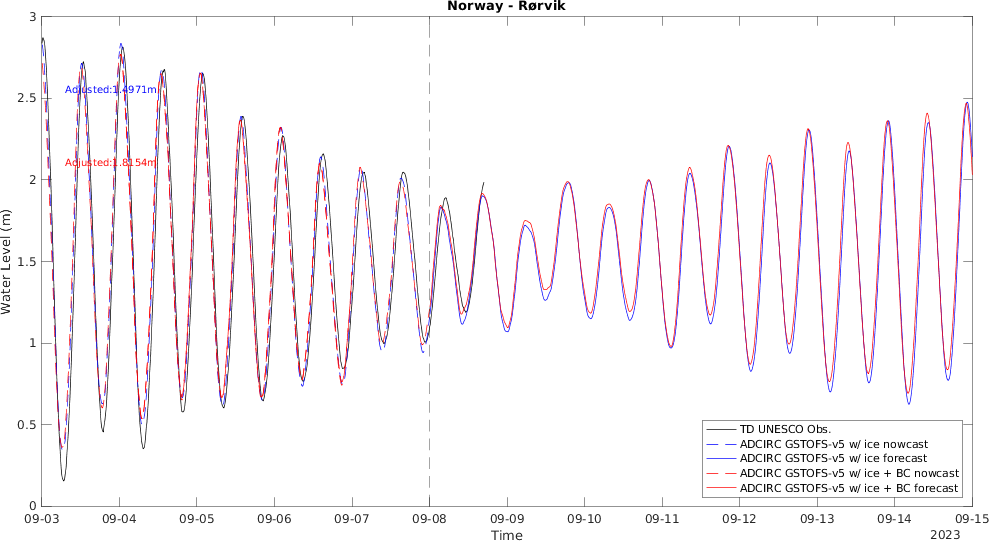 Norway - Rørvik
3
2.5
2
1.5
1
0.5
0
Water Level (m)
Adjusted:1.4971m
Adjusted:1.8154m
TD UNESCO Obs.
ADCIRC GSTOFS-v5 w/ ice nowcast
ADCIRC GSTOFS-v5 w/ ice forecast
ADCIRC GSTOFS-v5 w/ ice + BC nowcast
ADCIRC GSTOFS-v5 w/ ice + BC forecast
09-03 09-04 09-05 09-06 09-07 09-08 09-09 09-10 09-11 09-12 09-13 09-14 09-15
Time
2023